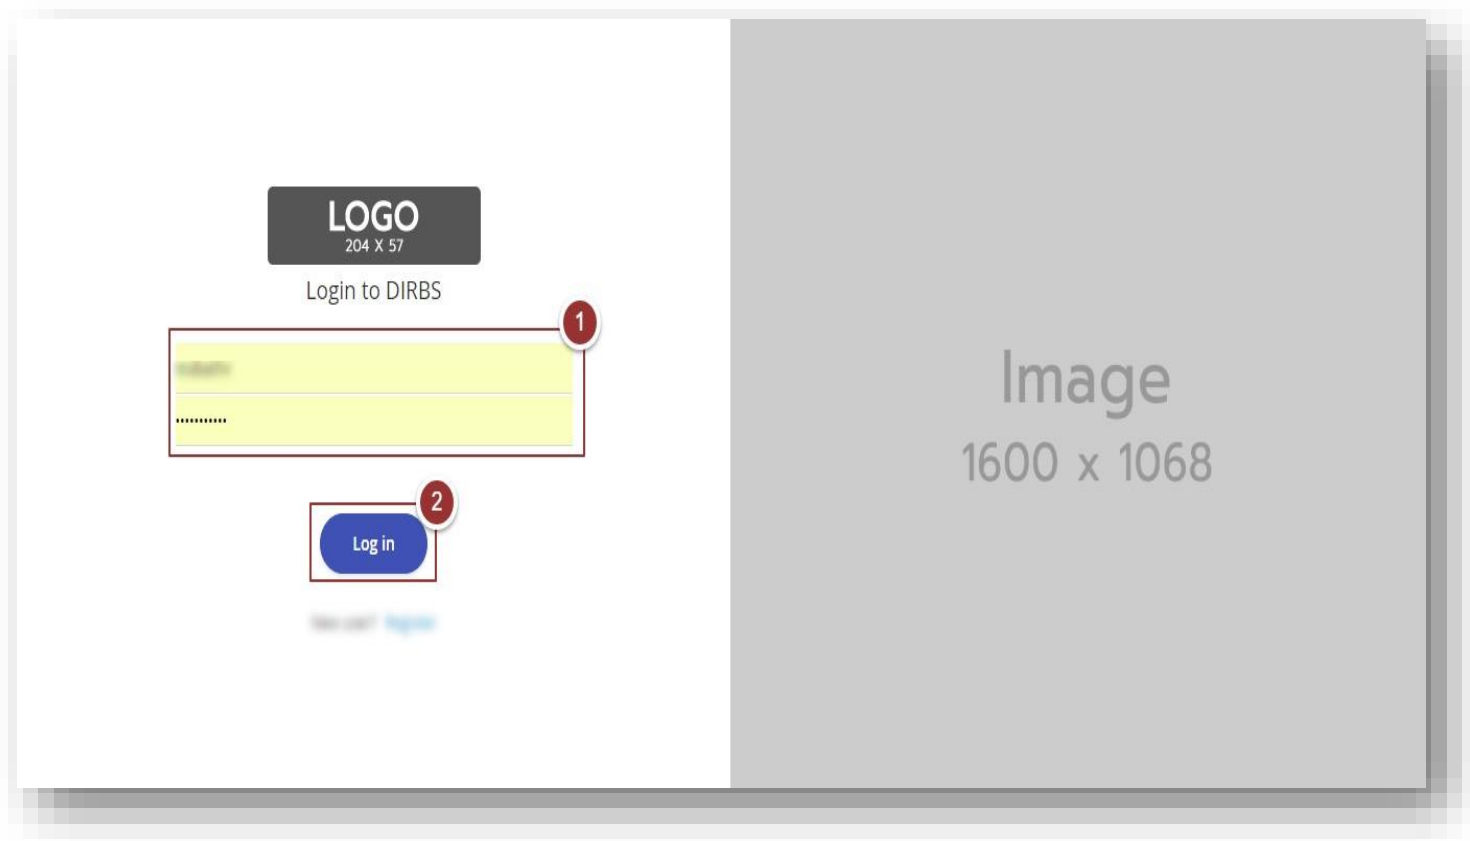 LOGO
204 X 57
Login to DIRBS
1
...........
2
Log in
Image
1600 x 1068